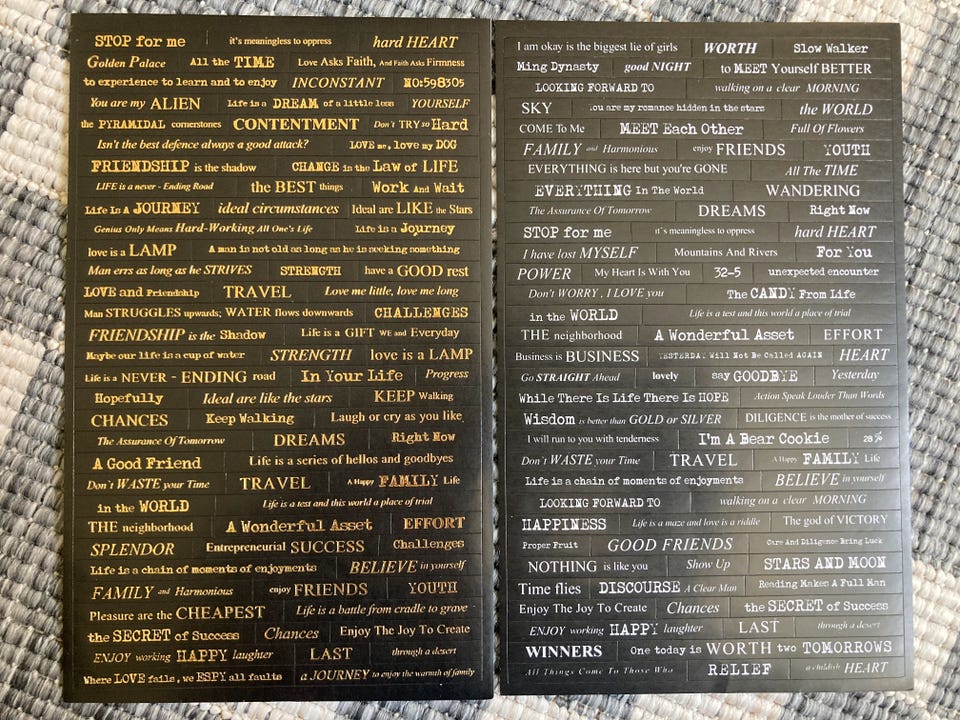 STOP for me it's meaningless to oppress hard HEART
Golden Palace All the TIME Love Asks Faith, And Faith Asks Firmness
to experience to learn and to enjoy INCONSTANT NO:598305
You are my ALIEN Life is a DREAM of a little less YOURSELF
the PYRAMIDAL cornerstones CONTENTMENT Don't TRY so Hard
Isn't the best defence always a good attack? LOVE me, love my DOG
FRIENDSHIP is the shadow CHANGE is the Law of LIFE
LIFE is a never - Ending Road the BEST things Work And Wait
Life Is A JOURNEY ideal circumstances Ideal are LIKE the Stars
Genius Only Means Hard-Working All One's Life Life is a Journey
love is a LAMP A man is not old as long as he is seeking something
Man errs as long as he STRIVES STRENGTH have a GOOD rest
LOVE and Friendship TRAVEL Love me little, love me long
Man STRUGGLES upwards; WATER flows downwards CHALLENGES
FRIENDSHIP is the Shadow Life is a GIFT WE and Everyday
Maybe our life is a cup of water STRENGTH love is a LAMP
Life is a NEVER - ENDING road In Your Life Progress
Hopefully Ideal are like the stars KEEP Walking
CHANCES Keep Walking Laugh or cry as you like
The Assurance Of Tomorrow DREAMS Right Now
A Good Friend Life is a series of hellos and goodbyes
Don't WASTE your Time TRAVEL A Happy FAMILY Life
in the WORLD Life is a test and this world a place of trial
THE neighborhood A Wonderful Asset EFFORT
SPLENDOR Entrepreneurial SUCCESS Challenges
Life is a chain of moments of enjoyments BELIEVE in yourself
FAMILY and Harmonious enjoy FRIENDS YOUTH
Pleasure are the CHEAPEST Life is a battle from cradle to grave
the SECRET of Success Chances Enjoy The Joy To Create
ENJOY working HAPPY laughter LAST through a desert
Where LOVE fails, we ESPY all faults a JOURNEY to enjoy the warmth of family
I am okay is the biggest lie of girls WORTH Slow Walker
Ming Dynasty good NIGHT to MEET Yourself BETTER
LOOKING FORWARD TO walking on a clear MORNING
SKY You are my romance hidden in the stars the WORLD
COME To Me MEET Each Other Full Of Flowers
FAMILY and Harmonious enjoy FRIENDS YOUTH
EVERYTHING is here but you're GONE All The TIME
EVERYTHING In The World WANDERING
The Assurance Of Tomorrow DREAMS Right Now
STOP for me it's meaningless to oppress hard HEART
I have lost MYSELF Mountains And Rivers For You
POWER My Heart Is With You 32-5 unexpected encounter
Don't WORRY , I LOVE you The CANDY From Life
in the WORLD Life is a test and this world a place of trial
THE neighborhood A Wonderful Asset EFFORT
Business is BUSINESS YESTERDAY Will Not Be Called AGAIN HEART
Go STRAIGHT Ahead lovely say GOODBYE Yesterday
While There Is Life There Is HOPE Action Speak Louder Than Words
Wisdom is better than GOLD or SILVER DILIGENCE is the mother of success
I will run to you with tenderness I'm A Bear Cookie 28%
Don't WASTE your Time TRAVEL A Happy FAMILY Life
Life is a chain of moments of enjoyments BELIEVE in yourself
LOOKING FORWARD TO walking on a clear MORNING
HAPPINESS Life is a maze and love is a riddle The god of VICTORY
Proper Fruit GOOD FRIENDS Care And Diligence Bring Luck
NOTHING is like you Show Up STARS AND MOON
Time flies DISCOURSE A Clear Man Reading Makes A Full Man
Enjoy The Joy To Create Chances the SECRET of Success
ENJOY working HAPPY laughter LAST through a desert
WINNERS One today is WORTH two TOMORROWS
All Things Come To Those Who RELIEF a childish HEART